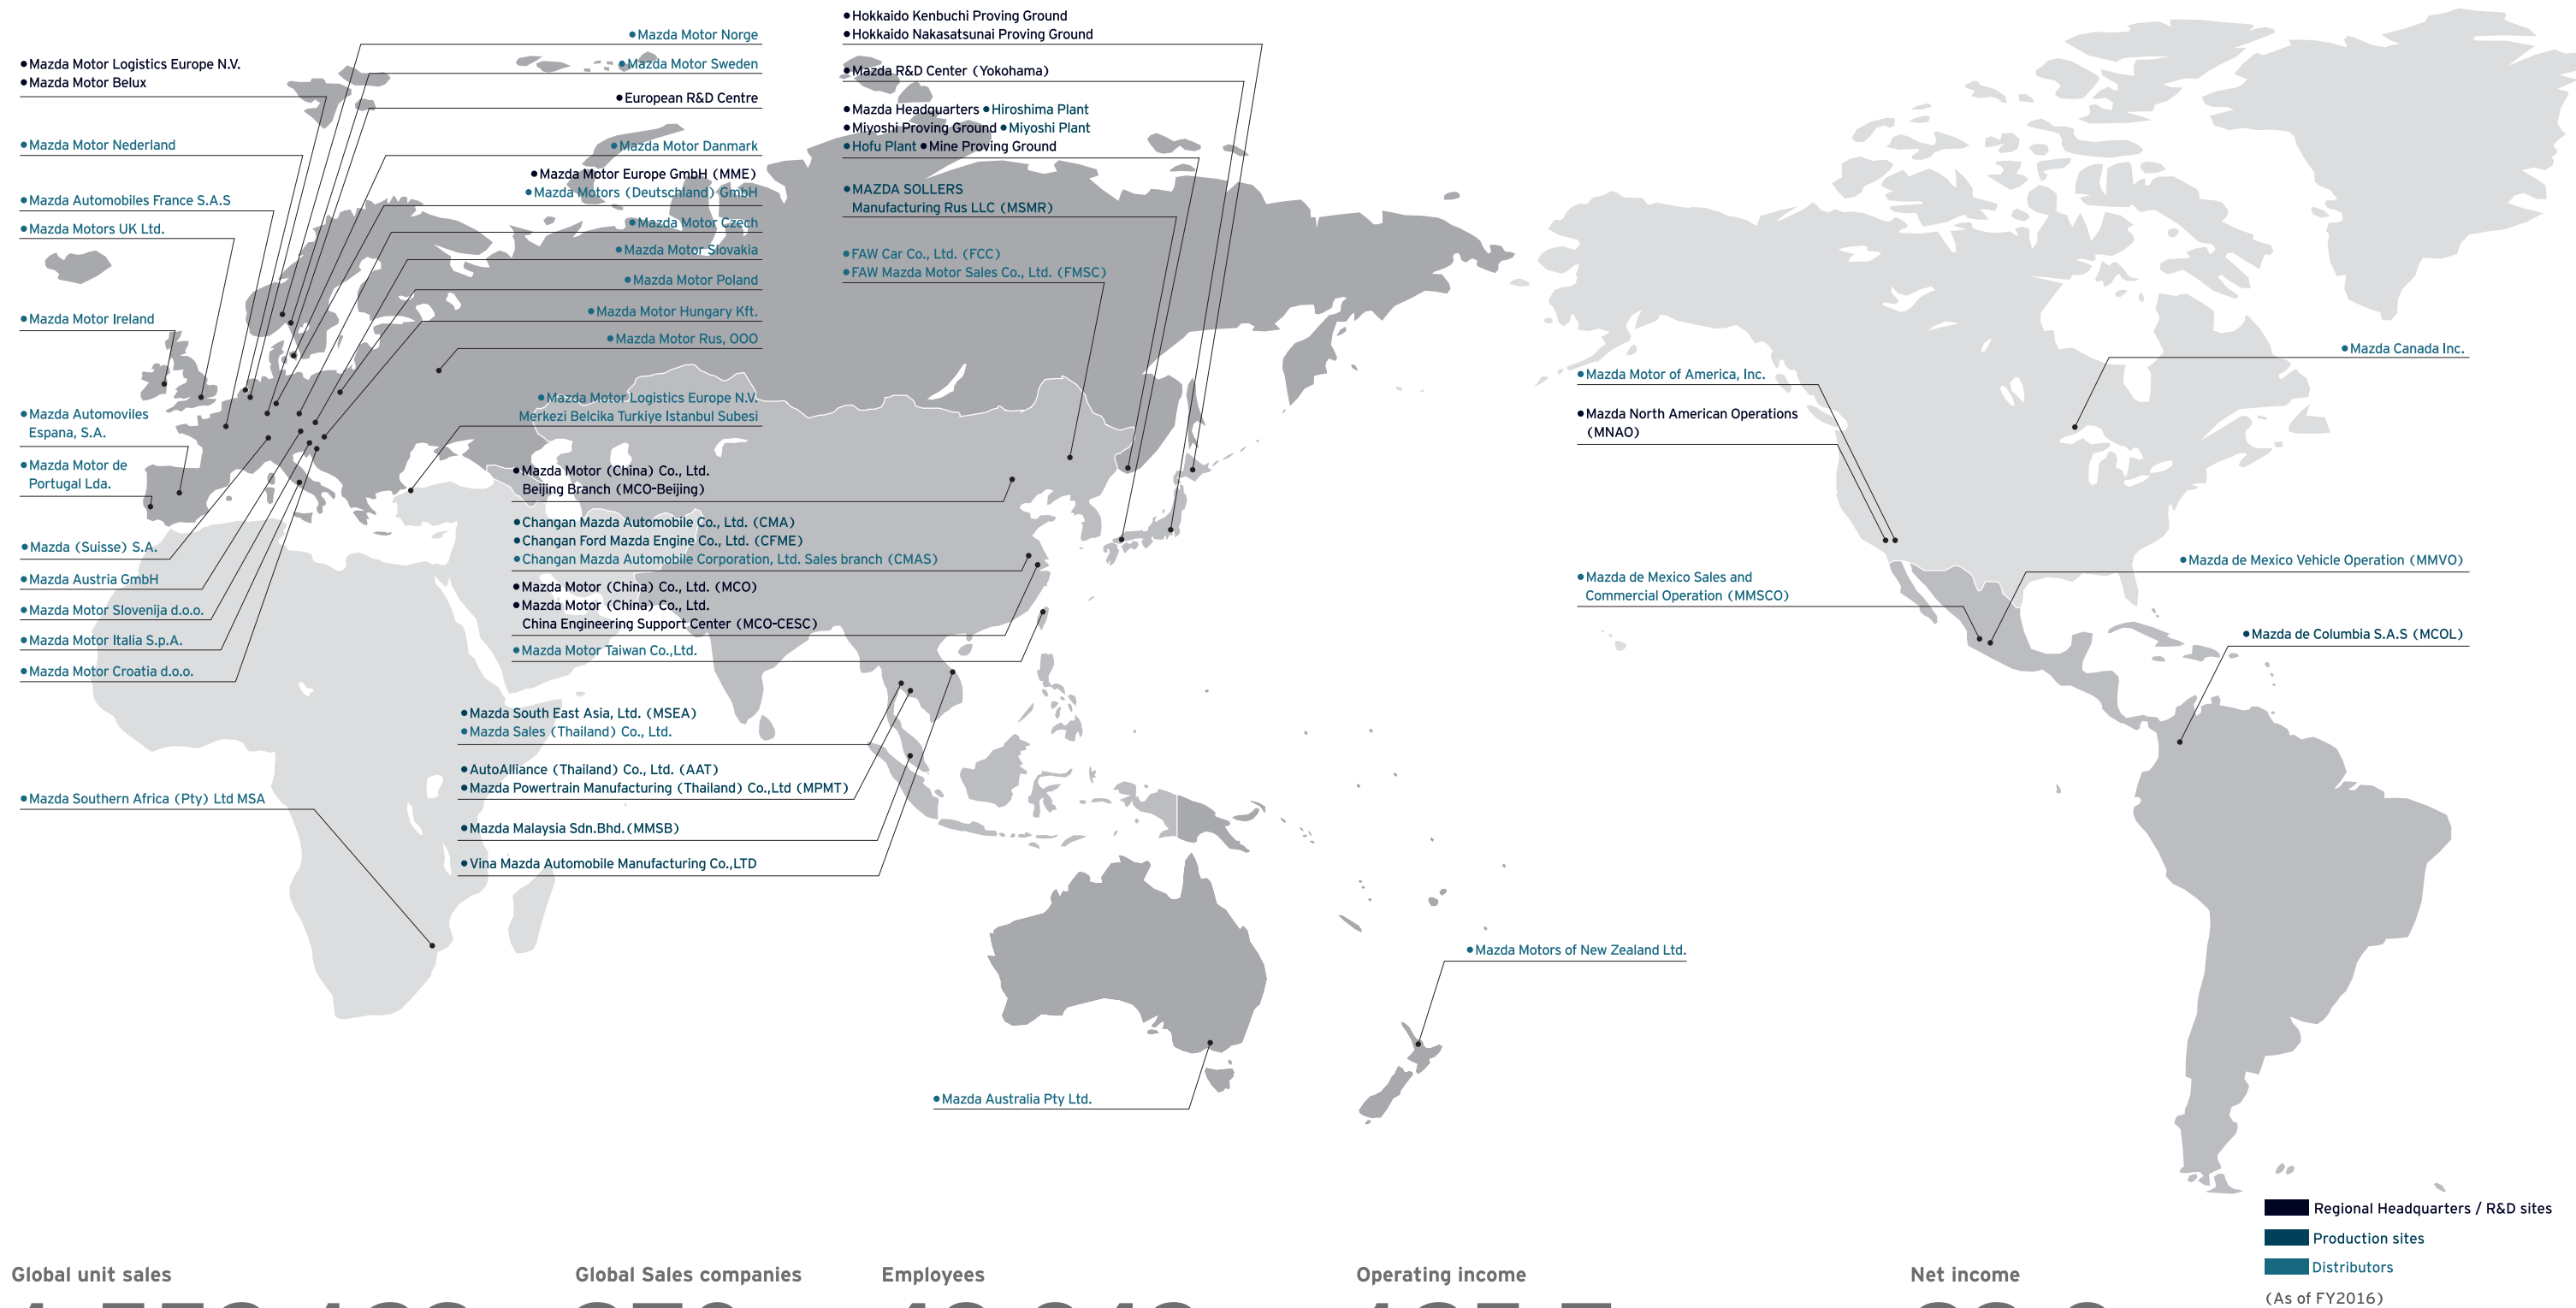 Mazda Motor Logistics Europe N.V.
Mazda Motor Belux
Mazda Motor Nederland
Mazda Automobiles France S.A.S
Mazda Motors UK Ltd.
Mazda Motor Ireland
Mazda Automoviles
Espana, S.A.
Mazda Motor de
Portugal Lda.
Mazda (Suisse) S.A.
Mazda Austria GmbH
Mazda Motor Slovenija d.o.o.
Mazda Motor Italia S.p.A.
Mazda Motor Croatia d.o.o.
Mazda Southern Africa (Pty) Ltd MSA
Mazda Motor Norge
Mazda Motor Sweden
European R&D Centre
Mazda Motor Danmark
Mazda Motor Europe GmbH (MME)
Mazda Motors (Deutschland) GmbH
Mazda Motor Czech
Mazda Motor Slovakia
Mazda Motor Poland
Mazda Motor Hungary Kft.
Mazda Motor Rus, OOO
Mazda Motor Logistics Europe N.V.
Merkezi Belcika Turkiye Istanbul Subesi
Mazda Motor (China) Co., Ltd.
Beijing Branch (MCO-Beijing)
Changan Mazda Automobile Co., Ltd. (CMA)
Changan Ford Mazda Engine Co., Ltd. (CFME)
Changan Mazda Automobile Corporation, Ltd. Sales branch (CMAS)
Mazda Motor (China) Co., Ltd. (MCO)
Mazda Motor (China) Co., Ltd.
China Engineering Support Center (MCO-CESC)
Mazda Motor Taiwan Co.,Ltd.
Mazda South East Asia, Ltd. (MSEA)
Mazda Sales (Thailand) Co., Ltd.
AutoAlliance (Thailand) Co., Ltd. (AAT)
Mazda Powertrain Manufacturing (Thailand) Co.,Ltd (MPMT)
Mazda Malaysia Sdn.Bhd.(MMSB)
Vina Mazda Automobile Manufacturing Co.,LTD
Hokkaido Kenbuchi Proving Ground
Hokkaido Nakasatsunai Proving Ground
Mazda R&D Center (Yokohama)
Mazda Headquarters Hiroshima Plant
Miyoshi Proving Ground Miyoshi Plant
Hofu Plant Mine Proving Ground
MAZDA SOLLERS
Manufacturing Rus LLC (MSMR)
FAW Car Co., Ltd. (FCC)
FAW Mazda Motor Sales Co., Ltd. (FMSC)
Mazda Australia Pty Ltd.
Mazda Motors of New Zealand Ltd.
Mazda Motor of America, Inc.
Mazda North American Operations
(MNAO)
Mazda de Mexico Sales and
Commercial Operation (MMSCO)
Mazda Canada Inc.
Mazda de Mexico Vehicle Operation (MMVO)
Mazda de Columbia S.A.S (MCOL)
Regional Headquarters / R&D sites
Production sites
Distributors
(As of FY2016)
Global unit sales
Global Sales companies
Employees
Operating income
Net income